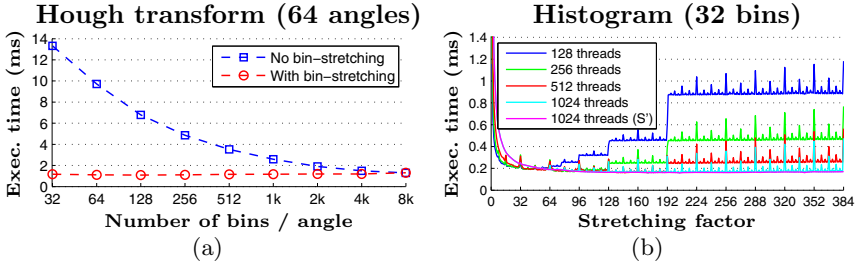 Hough transform (64 angles)
Exec. time (ms)
14
12
10
8
6
4
2
0
No bin−stretching
With bin−stretching
32 64 128 256 512 1k 2k 4k 8k
Number of bins / angle
(a)
Histogram (32 bins)
Exec. time (ms)
1.4
1.2
1
0.8
0.6
0.4
0.2
0
128 threads
256 threads
512 threads
1024 threads
1024 threads (S')
0 32 64 96 128 160 192 224 256 288 320 352 384
Stretching factor
(b)